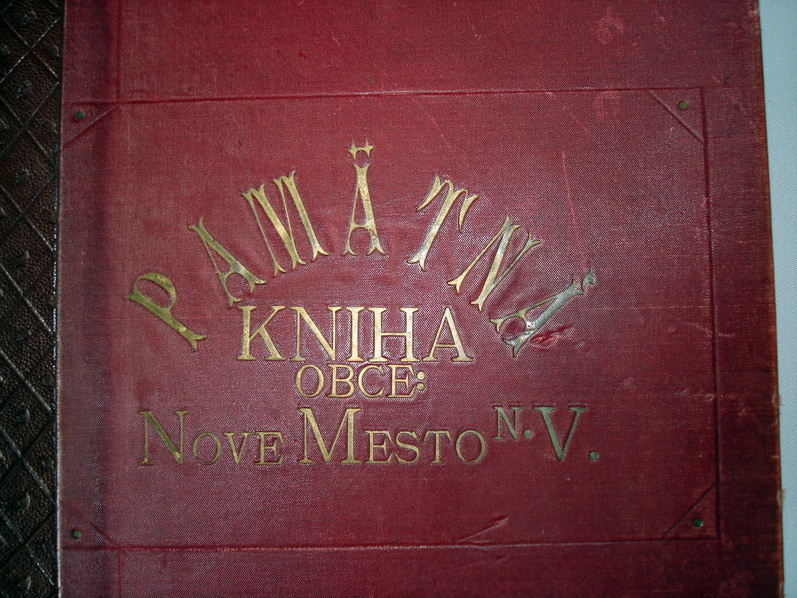 PAMÄTNÁ
KNIHA
OBCE:
NOVE MESTO N. V.